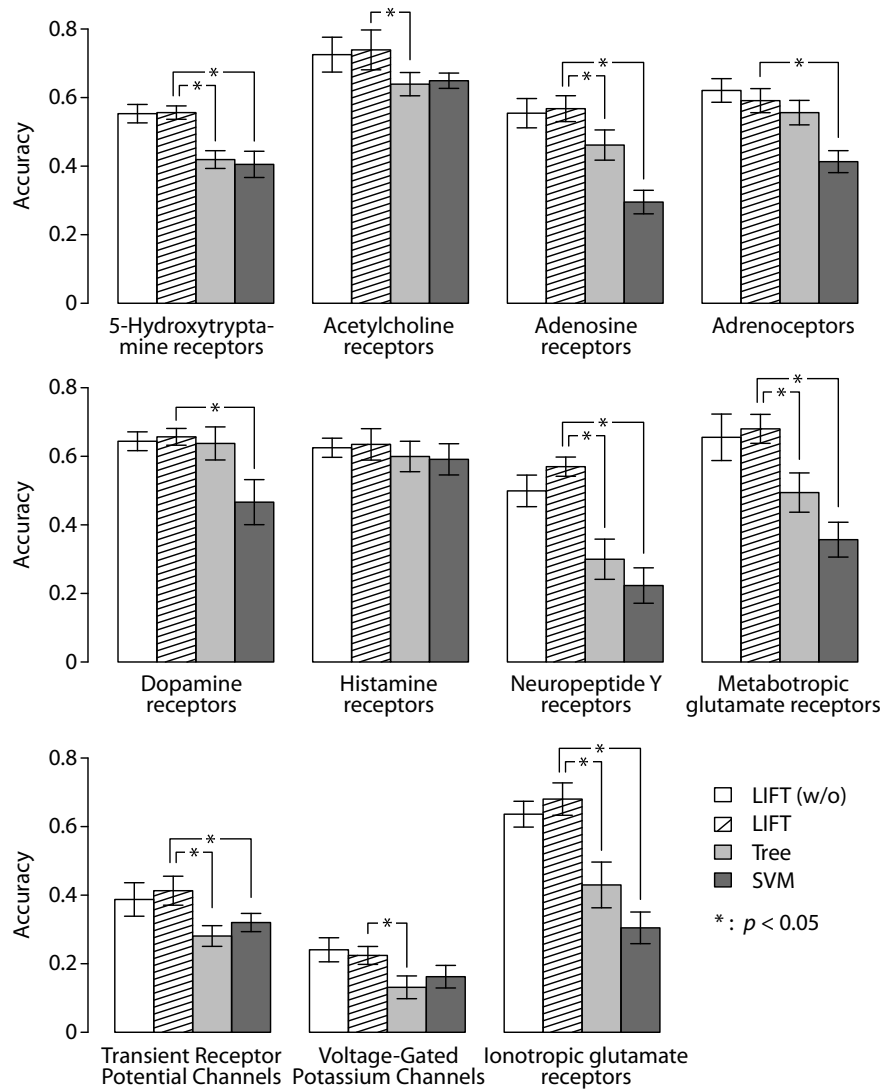 0.8
0.6
0.4
0.2
0
Accuracy
*
*
*
*
*
*
5-Hydroxytrypta-
mine receptors
Acetylcholine
receptors
Adenosine
receptors
Adrenoceptors
0.8
0.6
0.4
0.2
0
Accuracy
*
*
*
*
*
Dopamine
receptors
Histamine
receptors
Neuropeptide Y
receptors
Metabotropic
glutamate receptors
0.8
0.6
0.4
0.2
0
Accuracy
*
*
*
*
*
Transient Receptor
Potential Channels
Voltage-Gated
Potassium Channels
Ionotropic glutamate
receptors
LIFT (w/o)
LIFT
Tree
SVM
*: p < 0.05